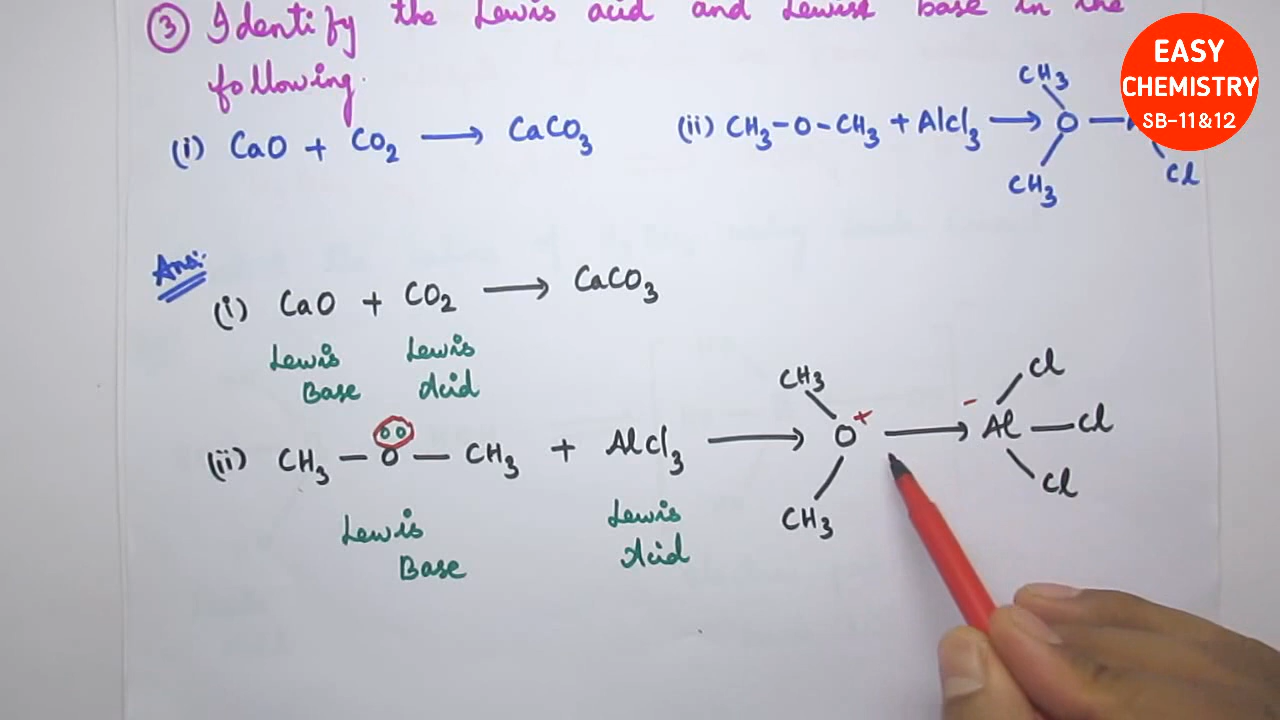 ③ Identify the Lewis acid and Lewist base in the
following.
(i) CaO + CO₂ ⟶ CaCO₃
(ii) CH₃–O–CH₃ + AlCl₃ ⟶
CH₃
O —
CH₃
Cl
EASY
CHEMISTRY
SB-11&12
Ans:
(i) CaO + CO₂ ⟶ CaCO₃
Lewis Base
Lewis Acid
(ii) CH₃ — O — CH₃ + AlCl₃ ⟶
Lewis Base
Lewis Acid
CH₃
O⁺ ⟶ ⁻Al — Cl
CH₃
Cl
Cl